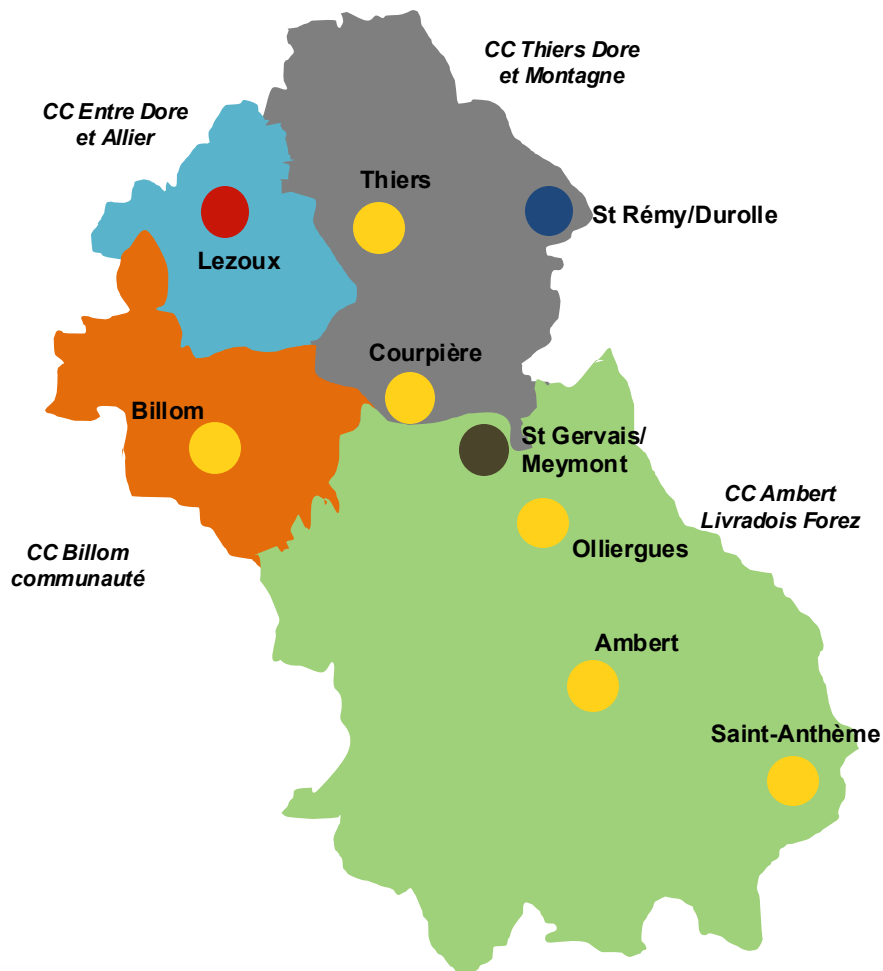 CC Thiers Dore
et Montagne
CC Entre Dore
et Allier
Thiers
St Rémy/Durolle
Lezoux
Courpière
Billom
St Gervais/
Meymont
CC Ambert
Livradois Forez
Olliergues
CC Billom
communauté
Ambert
Saint-Anthème